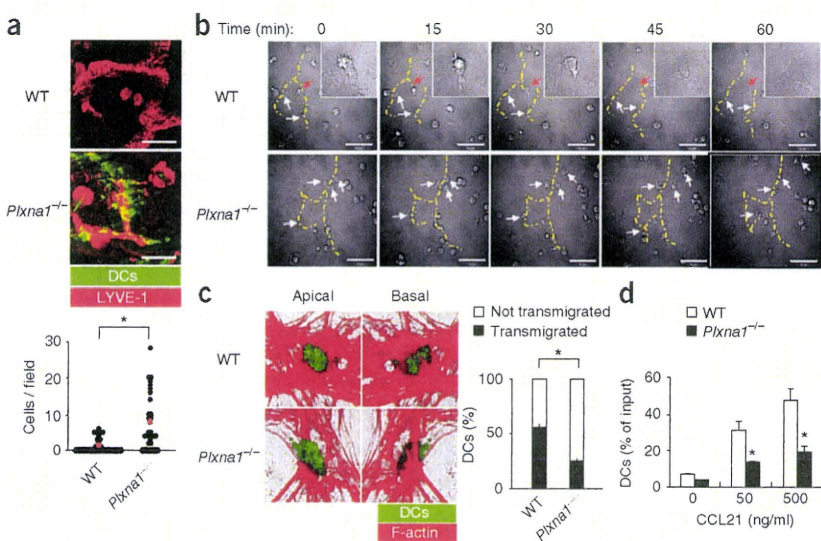 a
WT
Plxna1−/−
DCs
LYVE-1
*
30
20
10
0
Cells / field
WT
Plxna1−/−
b
Time (min): 0 15 30 45 60
WT
Plxna1−/−
c
Apical Basal
WT
Plxna1−/−
DCs
F-actin
Not transmigrated
Transmigrated
*
100
50
0
DCs (%)
WT
Plxna1−/−
d
WT
Plxna1−/−
60
40
20
0
DCs (% of input)
* *
0 50 500
CCL21 (ng/ml)